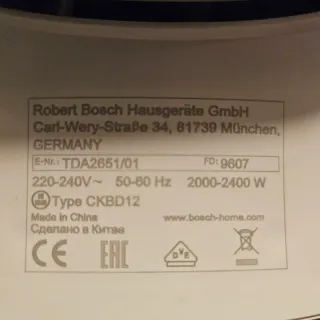 Robert Bosch Hausgeräte GmbH
Carl-Wery-Straße 34, 81739 München,
GERMANY
E-Nr.: TDA2651/01 FD: 9607
220-240V~ 50-60 Hz 2000-2400 W
Type CKBD12
Made in China www.bosch-home.com
Сделано в Китае
CE EAC DVE